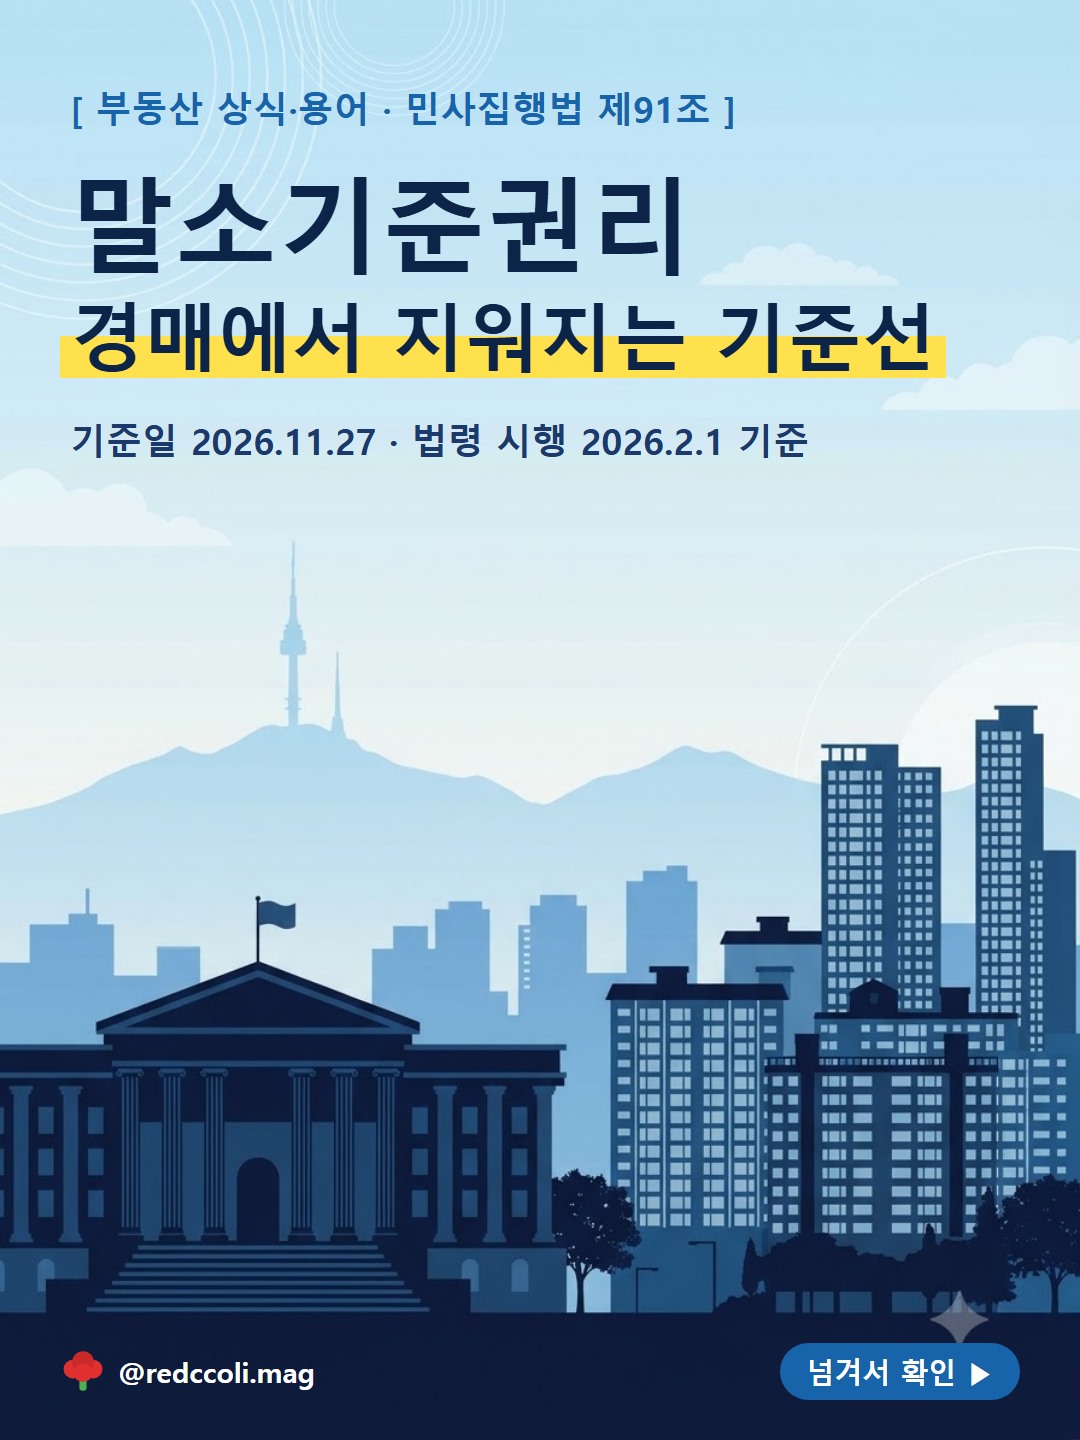 [ 부동산 상식·용어 · 민사집행법 제91조 ]
말소기준권리
경매에서 지워지는 기준선
기준일 2026.11.27 · 법령 시행 2026.2.1 기준
@redccoli.mag
넘겨서 확인 ▶